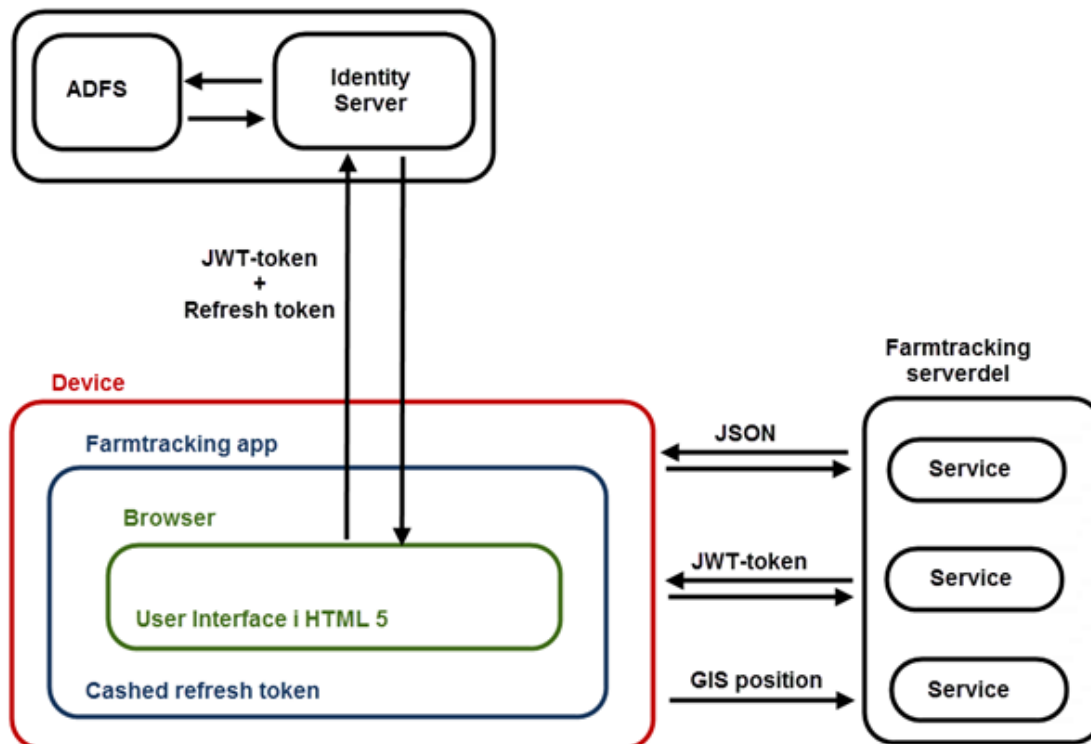 ADFS
Identity
Server
JWT-token
+
Refresh token
Farmtracking
serverdel
Device
JSON
Farmtracking app
Service
Browser
JWT-token
Service
User Interface i HTML 5
Cashed refresh token
GIS position
Service